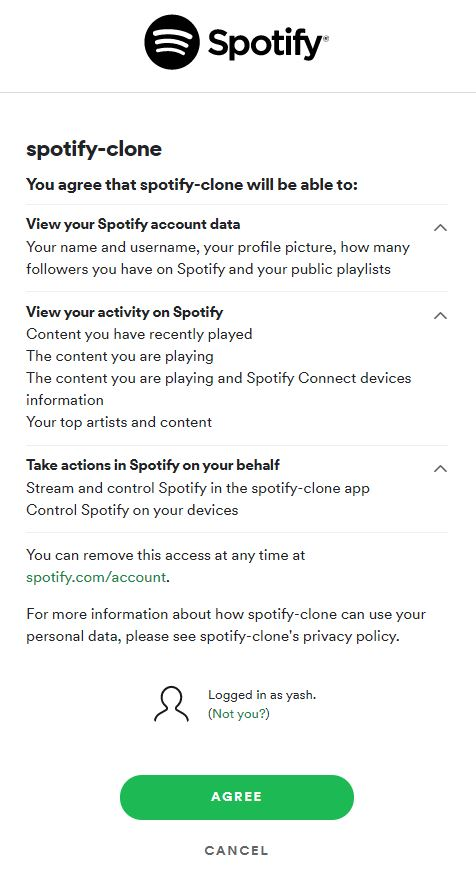 Spotify®
spotify-clone
You agree that spotify-clone will be able to:
View your Spotify account data
Your name and username, your profile picture, how many
followers you have on Spotify and your public playlists
View your activity on Spotify
Content you have recently played
The content you are playing
The content you are playing and Spotify Connect devices
information
Your top artists and content
Take actions in Spotify on your behalf
Stream and control Spotify in the spotify-clone app
Control Spotify on your devices
You can remove this access at any time at
spotify.com/account.
For more information about how spotify-clone can use your
personal data, please see spotify-clone's privacy policy.
Logged in as yash.
(Not you?)
AGREE
CANCEL